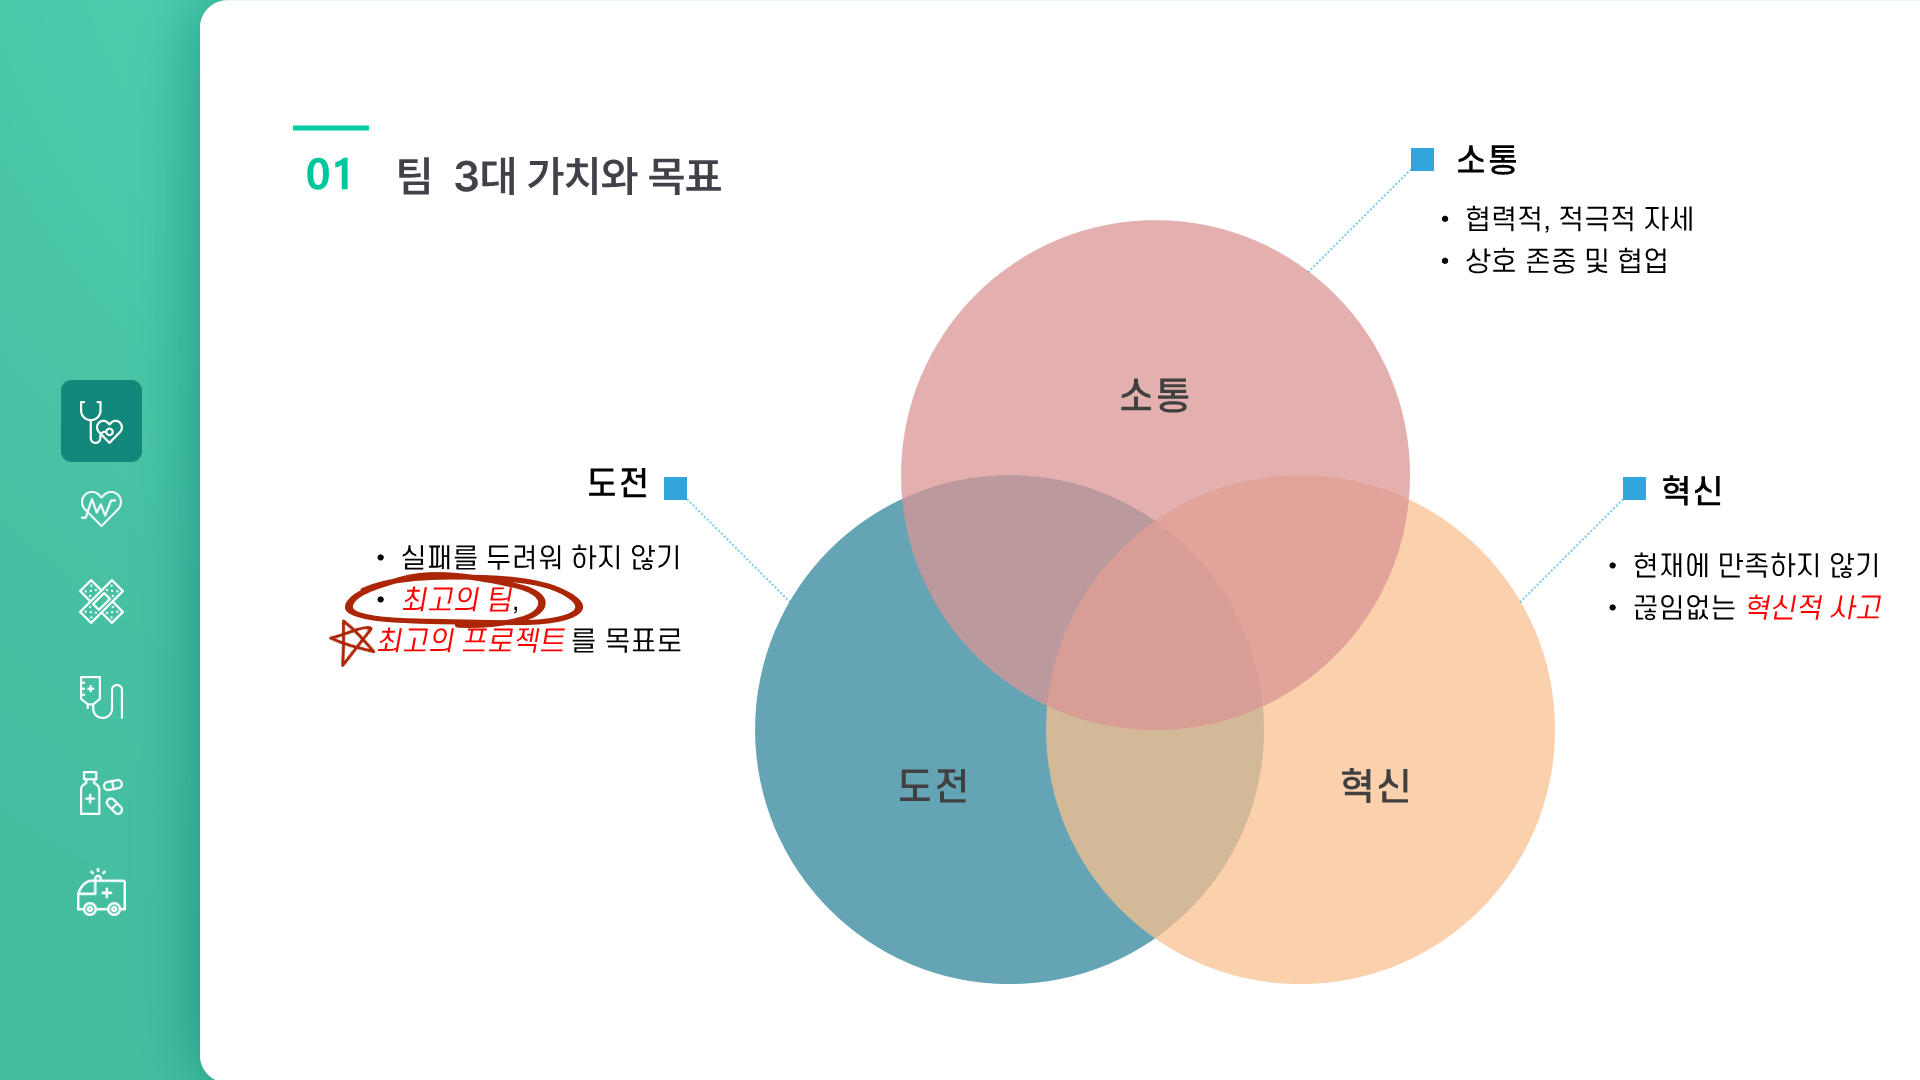 01 팀 3대 가치와 목표
소통
• 협력적, 적극적 자세
• 상호 존중 및 협업
소통
도전
• 실패를 두려워 하지 않기
• 최고의 팀,
최고의 프로젝트 를 목표로
혁신
• 현재에 만족하지 않기
• 끊임없는 혁신적 사고
도전
혁신